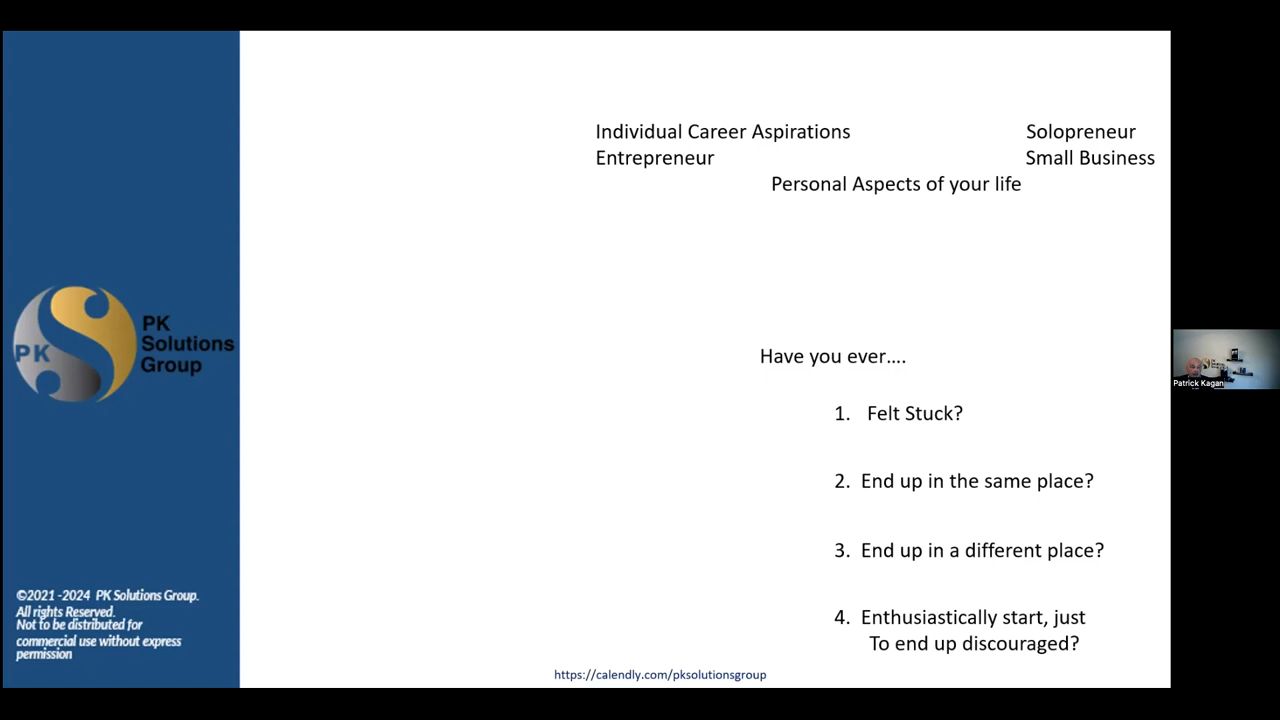 Individual Career Aspirations
Solopreneur
Entrepreneur
Small Business
Personal Aspects of your life
PK
PK
Solutions
Group
Have you ever....
1. Felt Stuck?
2. End up in the same place?
3. End up in a different place?
4. Enthusiastically start, just
To end up discouraged?
©2021 -2024 PK Solutions Group.
All rights Reserved.
Not to be distributed for
commercial use without express
permission
https://calendly.com/pksolutionsgroup
Patrick Kagan